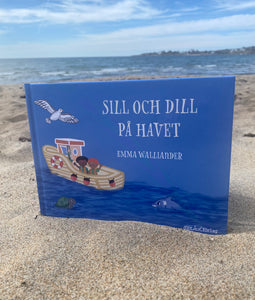 SILL OCH DILL
PÅ HAVET
EMMA WALLIANDER